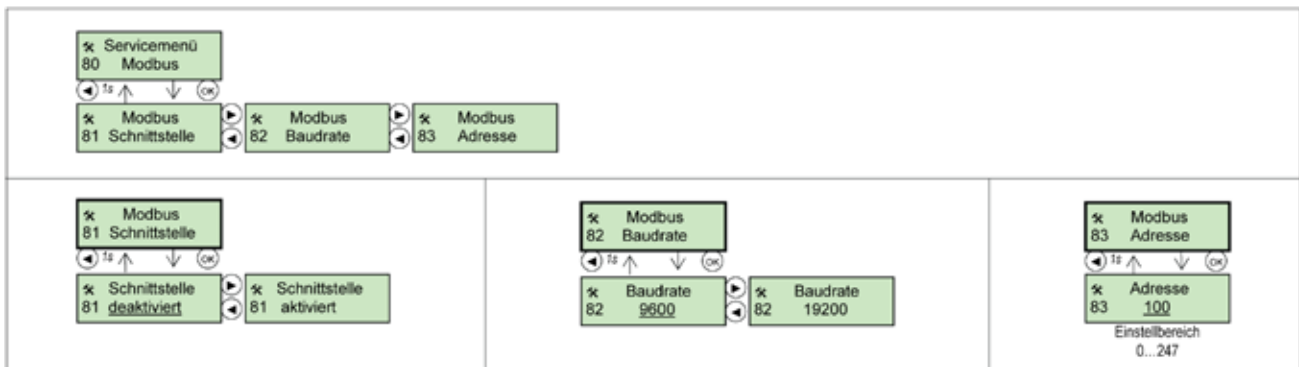 Servicemenü
80 Modbus
1s OK
Modbus
81 Schnittstelle
Modbus
82 Baudrate
Modbus
83 Adresse
Modbus
81 Schnittstelle
1s OK
Schnittstelle
81 deaktiviert
Schnittstelle
81 aktiviert
Modbus
82 Baudrate
1s OK
Baudrate
82 9600
Baudrate
82 19200
Modbus
83 Adresse
1s OK
Adresse
83 100
Einstellbereich
0...247